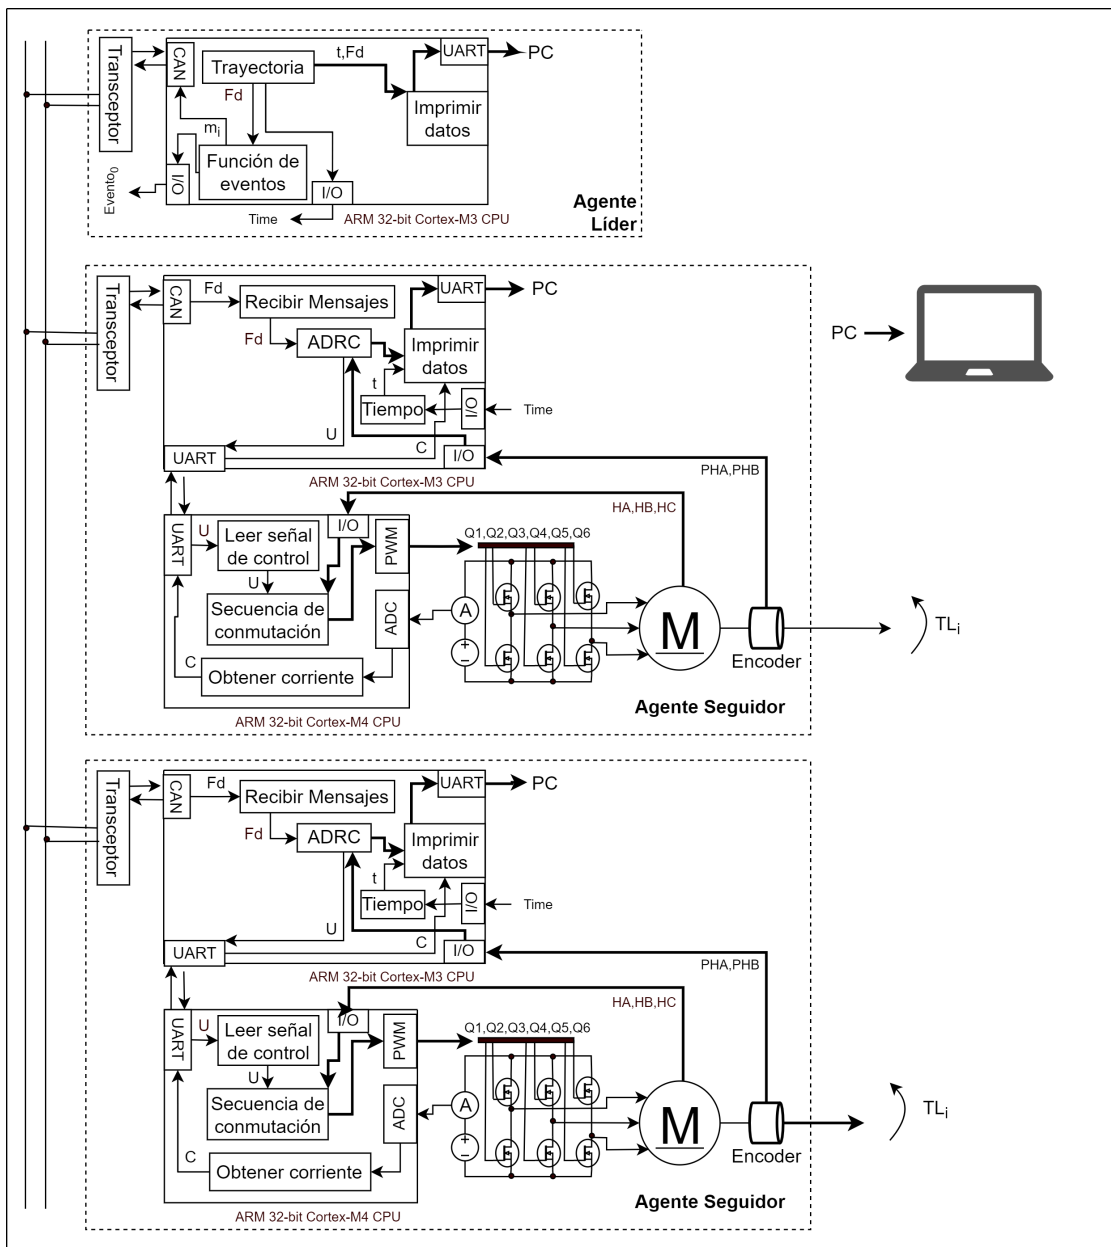 Transceptor
CAN
Trayectoria
t,Fd
UART
PC
Fd
Imprimir
datos
m_i
Función de
eventos
I/O
I/O
Evento_0
Time
ARM 32-bit Cortex-M3 CPU
Agente
Líder
Transceptor
CAN
Fd
Recibir Mensajes
UART
PC
Fd
ADRC
Imprimir
datos
t
Tiempo
I/O
Time
U
C
UART
I/O
ARM 32-bit Cortex-M3 CPU
PHA,PHB
PC
UART
U
Leer señal
de control
I/O
PWM
HA,HB,HC
Q1,Q2,Q3,Q4,Q5,Q6
U
Secuencia de
conmutación
ADC
A
M
Encoder
TL_i
C
Obtener corriente
ARM 32-bit Cortex-M4 CPU
Agente Seguidor
Transceptor
CAN
Fd
Recibir Mensajes
UART
PC
Fd
ADRC
Imprimir
datos
t
Tiempo
I/O
Time
U
C
UART
I/O
ARM 32-bit Cortex-M3 CPU
PHA,PHB
UART
U
Leer señal
de control
I/O
PWM
HA,HB,HC
Q1,Q2,Q3,Q4,Q5,Q6
U
Secuencia de
conmutación
ADC
A
M
Encoder
TL_i
C
Obtener corriente
ARM 32-bit Cortex-M4 CPU
Agente Seguidor